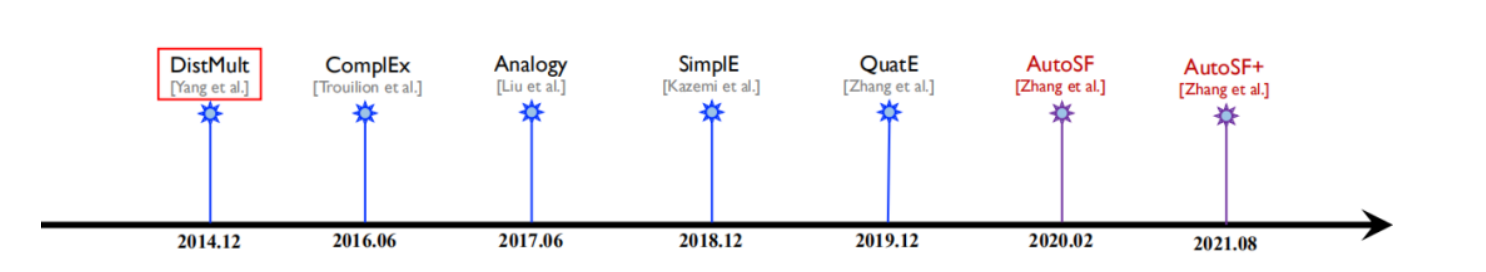 DistMult
[Yang et al.]
ComplEx
[Trouilion et al.]
Analogy
[Liu et al.]
SimplE
[Kazemi et al.]
QuatE
[Zhang et al.]
AutoSF
[Zhang et al.]
AutoSF+
[Zhang et al.]
2014.12
2016.06
2017.06
2018.12
2019.12
2020.02
2021.08